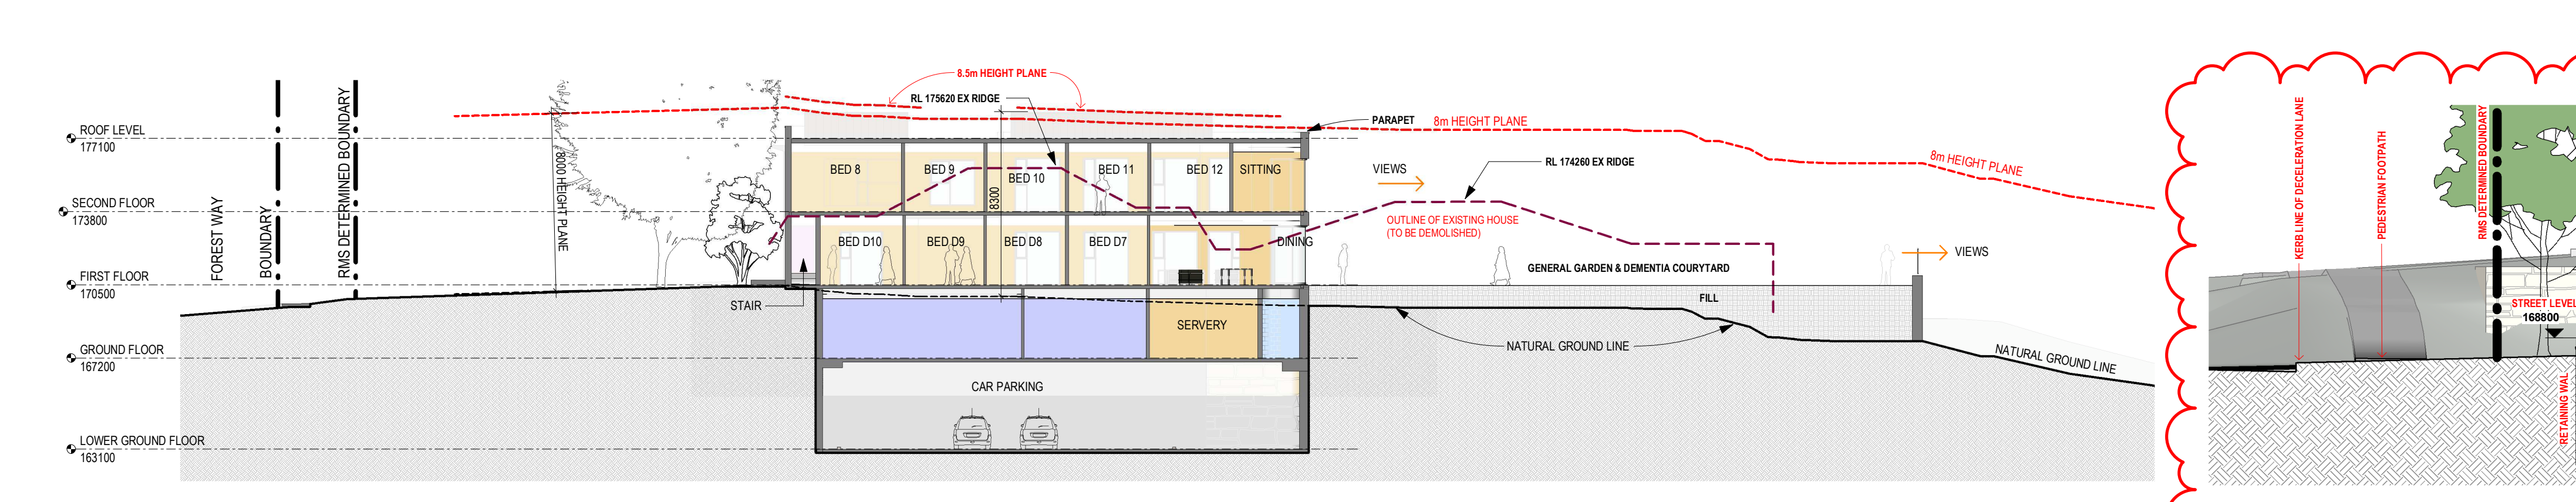 8.5m HEIGHT PLANE
RL 175620 EX RIDGE
ROOF LEVEL
177100
SECOND FLOOR
173800
FIRST FLOOR
170500
GROUND FLOOR
167200
LOWER GROUND FLOOR
163100
FOREST WAY
BOUNDARY
RMS DETERMINED BOUNDARY
8000 HEIGHT PLANE
8300
BED 8
BED 9
BED 10
BED 11
BED 12
SITTING
BED D10
BED D9
BED D8
BED D7
DINING
STAIR
SERVERY
CAR PARKING
PARAPET
8m HEIGHT PLANE
VIEWS
RL 174260 EX RIDGE
OUTLINE OF EXISTING HOUSE
(TO BE DEMOLISHED)
GENERAL GARDEN & DEMENTIA COURYTARD
FILL
NATURAL GROUND LINE
8m HEIGHT PLANE
VIEWS
NATURAL GROUND LINE
KERB LINE OF DECELERATION LANE
PEDESTRIAN FOOTPATH
RMS DETERMINED BOUNDARY
STREET LEVEL
168800
RETAINING WAL